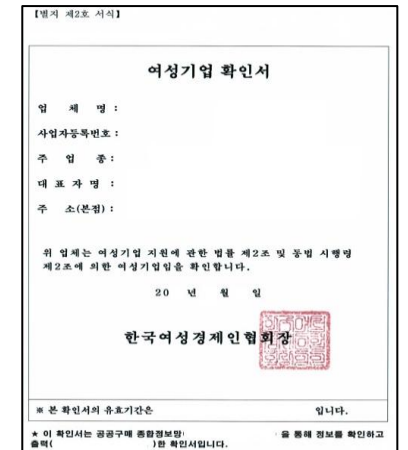 【별지 제2호 서식】
여성기업 확인서
업 체 명 :
사업자등록번호 :
주 업 종 :
대 표 자 명 :
주 소(본점) :
위 업체는 여성기업 지원에 관한 법률 제2조 및 동법 시행령
제2조에 의한 여성기업임을 확인합니다.
20 년 월 일
한국여성경제인협회장
※ 본 확인서의 유효기간은 입니다.
★ 이 확인서는 공공구매 종합정보망 을 통해 정보를 확인하고
출력( )한 확인서입니다.